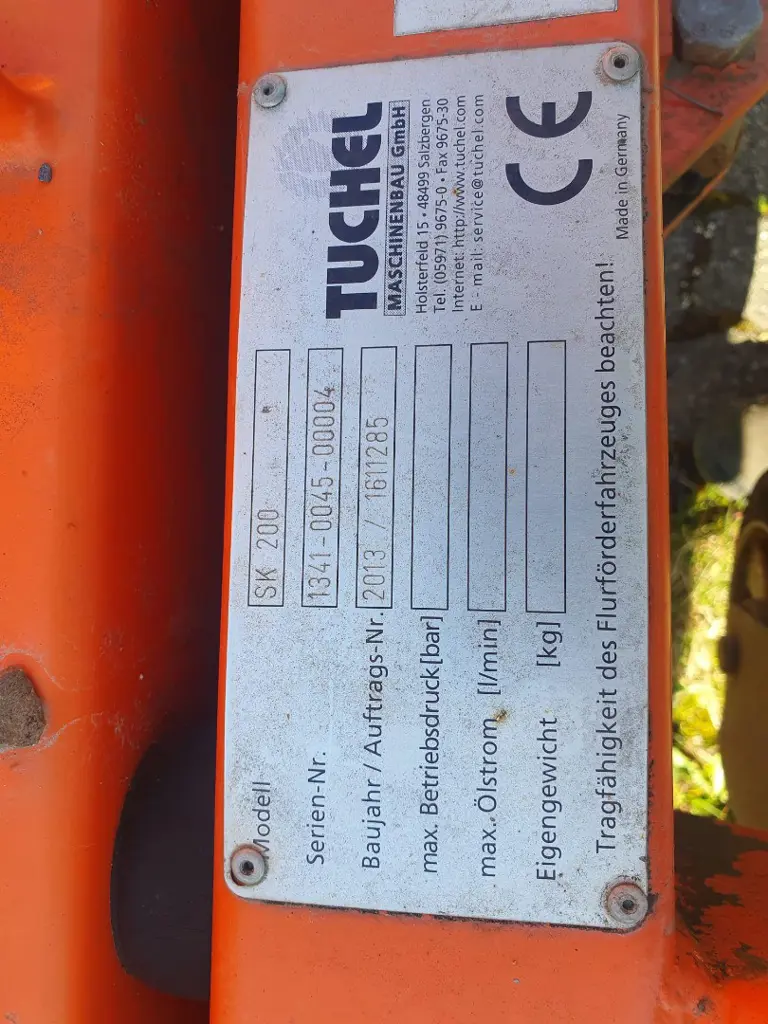 TUCHEL
MASCHINENBAU GmbH
Holsterfeld 15 • 48499 Salzbergen
Tel. (05971) 9675-0 • Fax 9675-30
Internet: http://www.tuchel.com
E - mail: service@tuchel.com
CE
Made in Germany
Modell SK 200
Serien-Nr. 1341-0045-00004
Baujahr / Auftrags-Nr. 2013 / 1611285
max. Betriebsdruck[bar]
max. Ölstrom [l/min]
Eigengewicht [kg]
Tragfähigkeit des Flurförderfahrzeuges beachten!